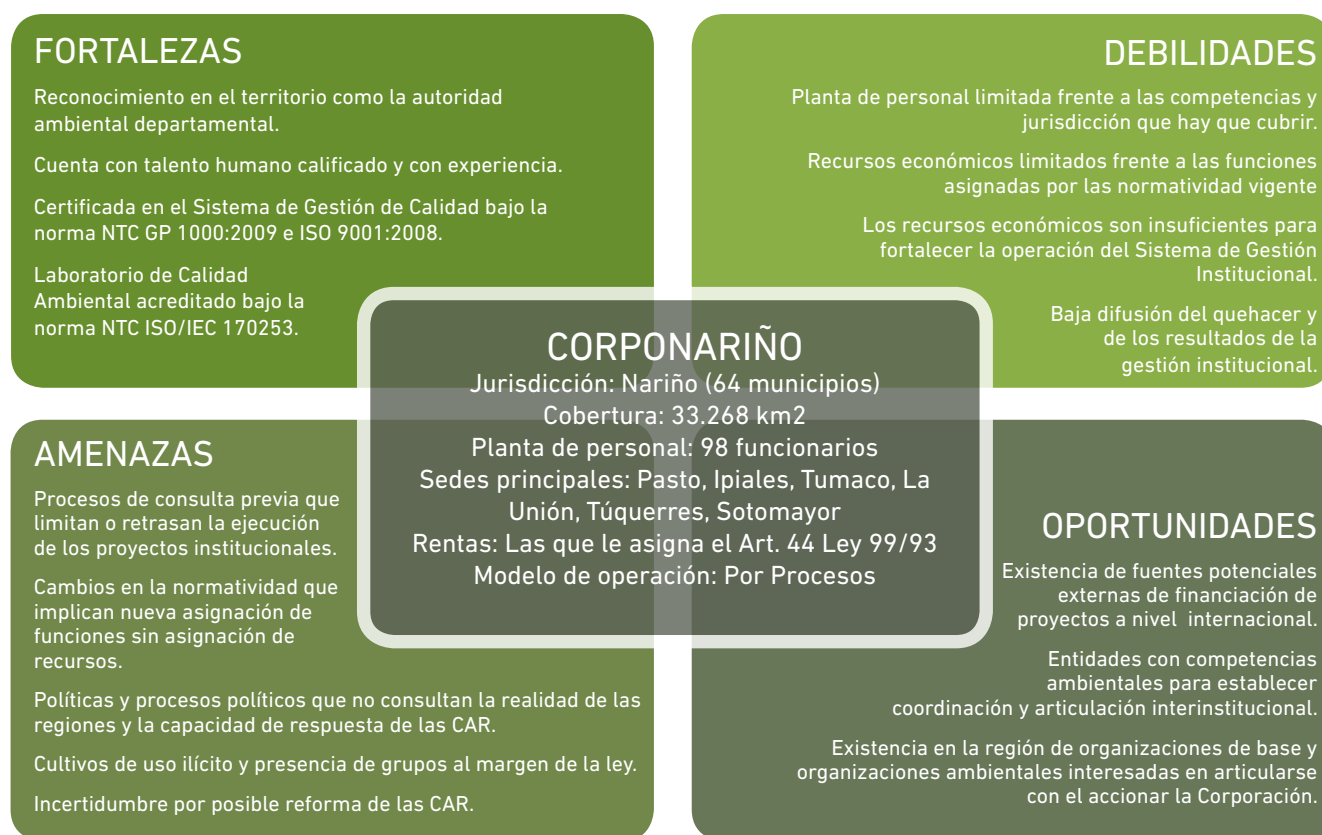 FORTALEZAS
Reconocimiento en el territorio como la autoridad
ambiental departamental.
Cuenta con talento humano calificado y con experiencia.
Certificada en el Sistema de Gestión de Calidad bajo la
norma NTC GP 1000:2009 e ISO 9001:2008.
Laboratorio de Calidad
Ambiental acreditado bajo la
norma NTC ISO/IEC 170253.
DEBILIDADES
Planta de personal limitada frente a las competencias y
jurisdicción que hay que cubrir.
Recursos económicos limitados frente a las funciones
asignadas por las normatividad vigente
Los recursos económicos son insuficientes para
fortalecer la operación del Sistema de Gestión
Institucional.
Baja difusión del quehacer y
de los resultados de la
gestión institucional.
CORPONARIÑO
Jurisdicción: Nariño (64 municipios)
Cobertura: 33.268 km2
Planta de personal: 98 funcionarios
Sedes principales: Pasto, Ipiales, Tumaco, La
Unión, Túquerres, Sotomayor
Rentas: Las que le asigna el Art. 44 Ley 99/93
Modelo de operación: Por Procesos
AMENAZAS
Procesos de consulta previa que
limitan o retrasan la ejecución
de los proyectos institucionales.
Cambios en la normatividad que
implican nueva asignación de
funciones sin asignación de
recursos.
Políticas y procesos políticos que no consultan la realidad de las
regiones y la capacidad de respuesta de las CAR.
Cultivos de uso ilícito y presencia de grupos al margen de la ley.
Incertidumbre por posible reforma de las CAR.
OPORTUNIDADES
Existencia de fuentes potenciales
externas de financiación de
proyectos a nivel internacional.
Entidades con competencias
ambientales para establecer
coordinación y articulación interinstitucional.
Existencia en la región de organizaciones de base y
organizaciones ambientales interesadas en articularse
con el accionar la Corporación.